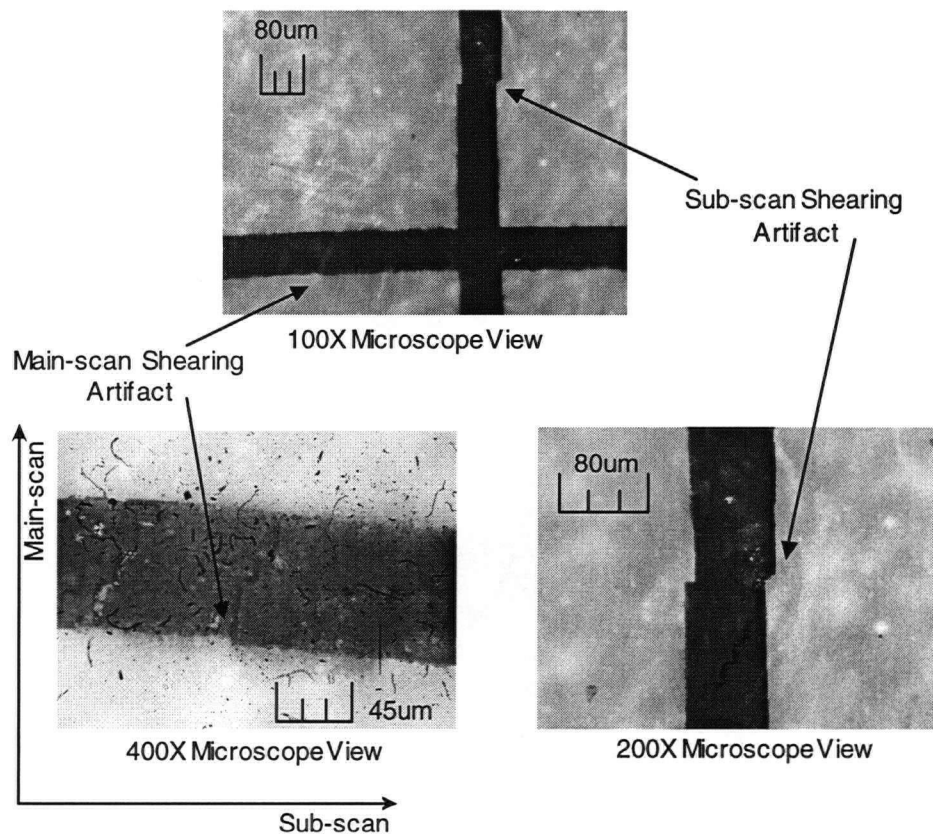 80um
Sub-scan Shearing
Artifact
100X Microscope View
Main-scan Shearing
Artifact
Main-scan
80um
45um
400X Microscope View
200X Microscope View
Sub-scan